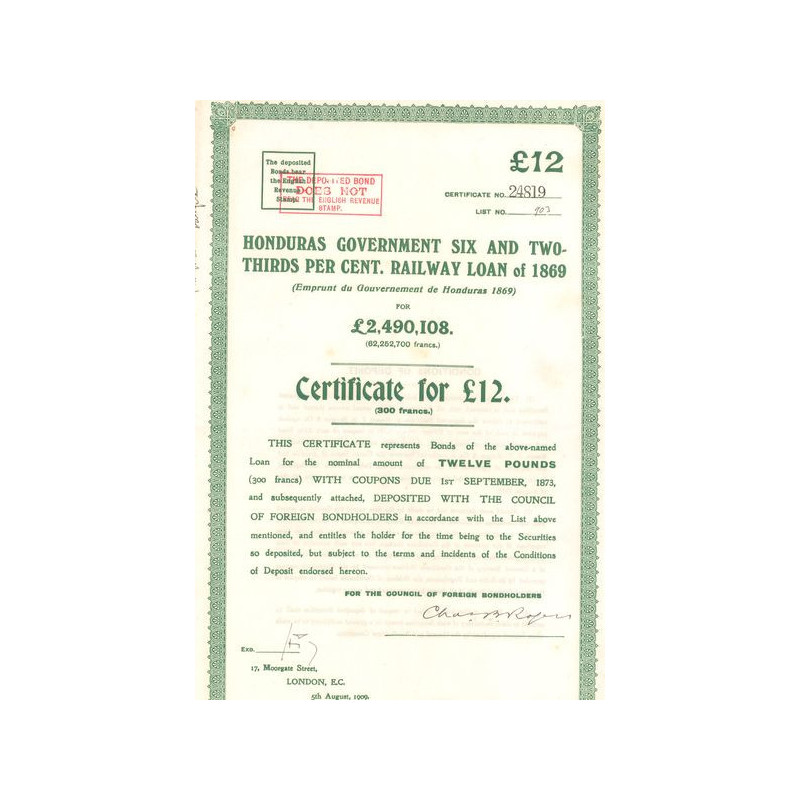 £12
The deposited
Bonds bear
the English
Revenue
Stamp.
THE DEPOSITED BOND
DOES NOT
BEAR THE ENGLISH REVENUE
STAMP.
CERTIFICATE NO. 24819
LIST NO. 903
HONDURAS GOVERNMENT SIX AND TWO-
THIRDS PER CENT. RAILWAY LOAN of 1869
(Emprunt du Gouvernement de Honduras 1869)
FOR
£2,490,108.
(62,252,700 francs.)
Certificate for £12.
(300 francs.)
THIS CERTIFICATE represents Bonds of the above-named
Loan for the nominal amount of TWELVE POUNDS
(300 francs) WITH COUPONS DUE 1ST SEPTEMBER, 1873,
and subsequently attached, DEPOSITED WITH THE COUNCIL
OF FOREIGN BONDHOLDERS in accordance with the List above
mentioned, and entitles the holder for the time being to the Securities
so deposited, but subject to the terms and incidents of the Conditions
of Deposit endorsed hereon.
FOR THE COUNCIL OF FOREIGN BONDHOLDERS
EXD.
17, Moorgate Street,
LONDON, E.C.
5th August, 1909.